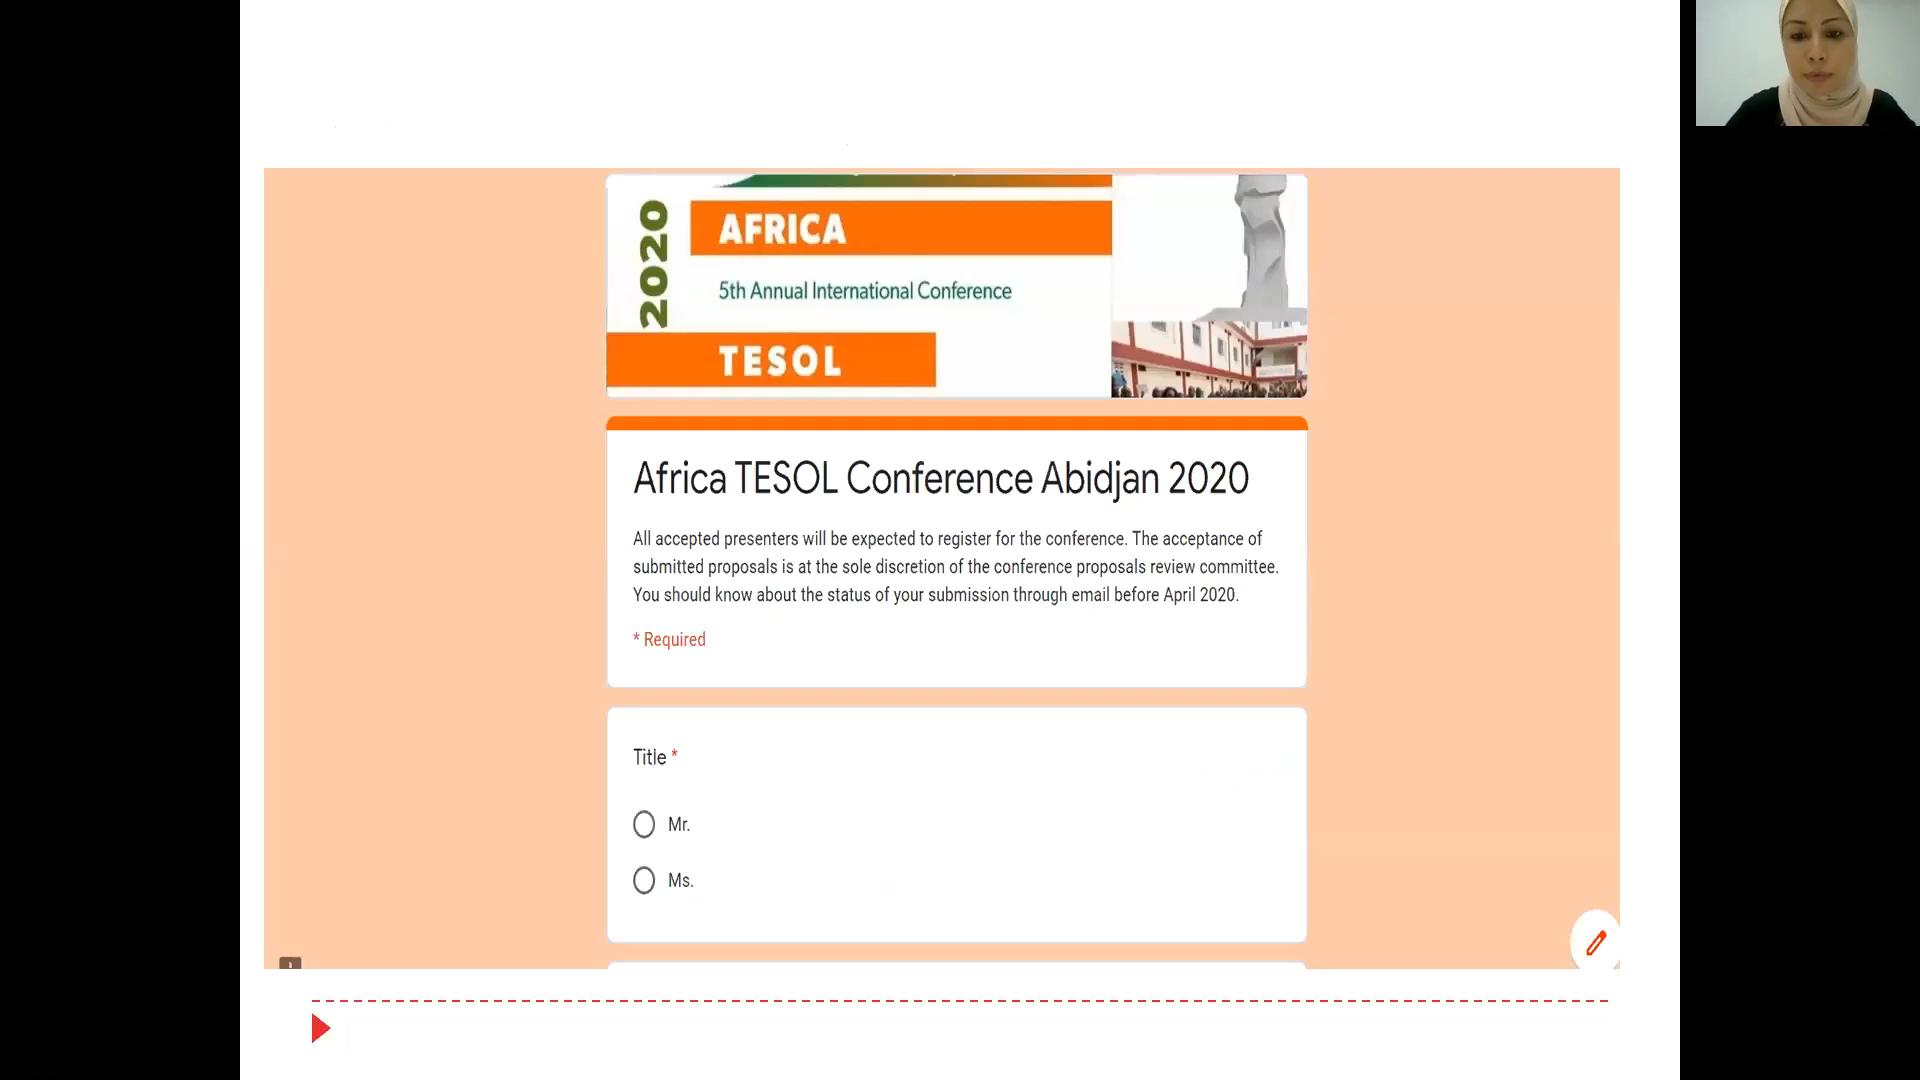 2020
AFRICA
5th Annual International Conference
TESOL
Africa TESOL Conference Abidjan 2020
All accepted presenters will be expected to register for the conference. The acceptance of
submitted proposals is at the sole discretion of the conference proposals review committee.
You should know about the status of your submission through email before April 2020.
* Required
Title *
Mr.
Ms.